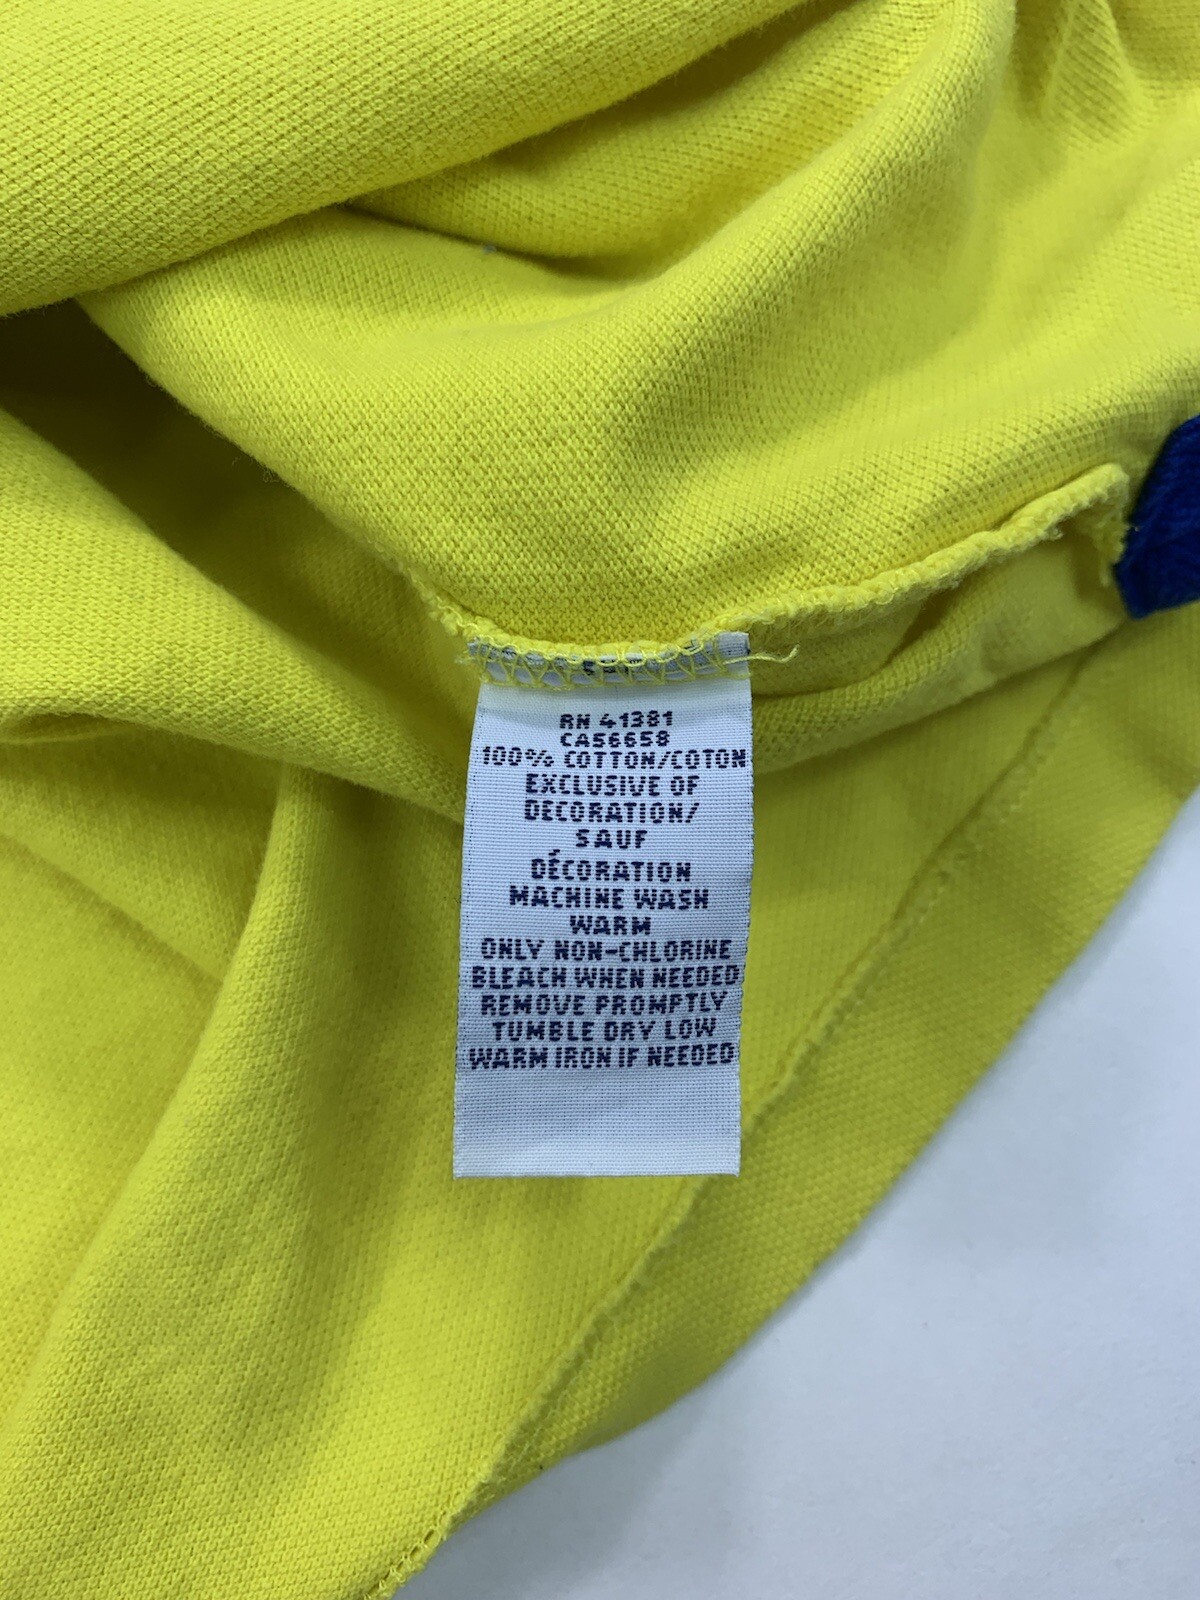 RN 41381
CA56658
100% COTTON/COTON
EXCLUSIVE OF
DECORATION/
SAUF
DÉCORATION
MACHINE WASH
WARM
ONLY NON-CHLORINE
BLEACH WHEN NEEDED
REMOVE PROMPTLY
TUMBLE DRY LOW
WARM IRON IF NEEDED